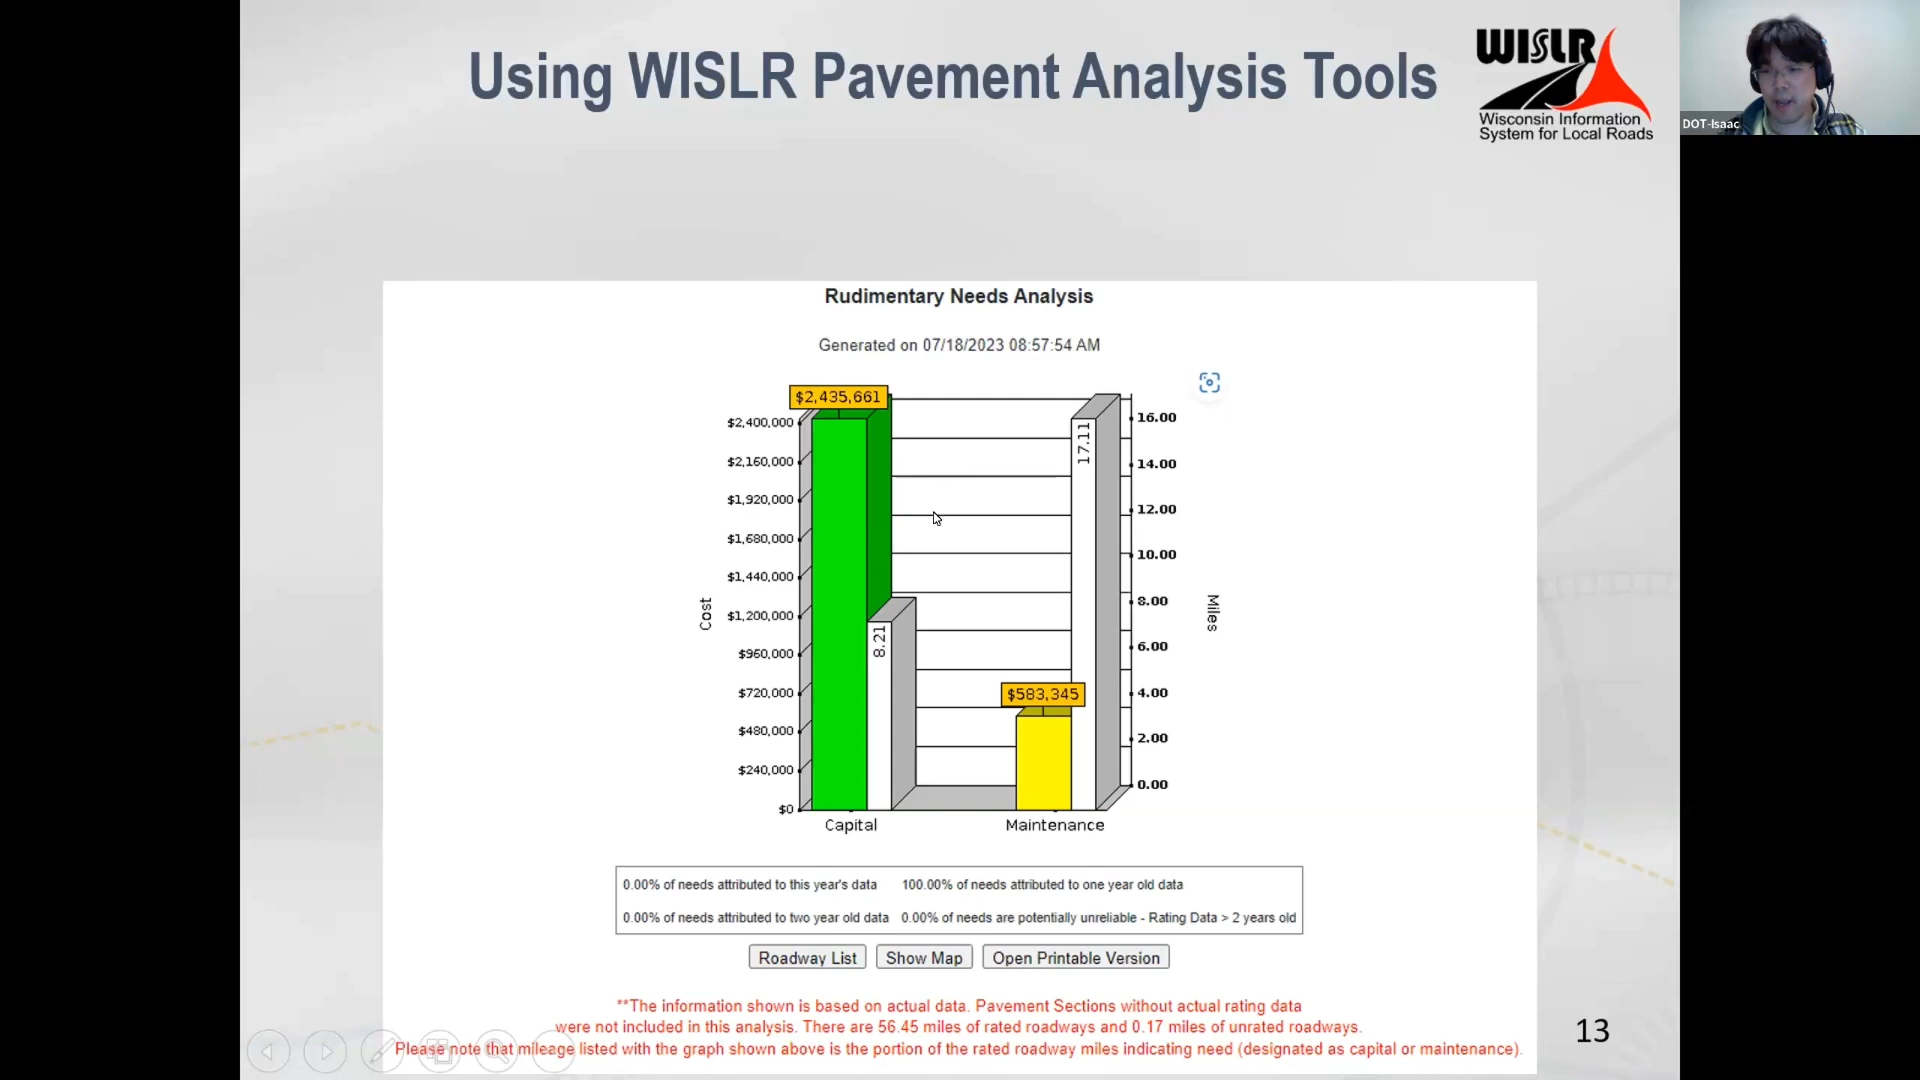 Using WISLR Pavement Analysis Tools
WISLR
Wisconsin Information
System for Local Roads
DOT-Isaac
Rudimentary Needs Analysis
Generated on 07/18/2023 08:57:54 AM
$2,435,661
$2,400,000
$2,160,000
$1,920,000
$1,680,000
$1,440,000
$1,200,000
$960,000
$720,000
$480,000
$240,000
$0
Cost
8.21
$583,345
17.11
16.00
14.00
12.00
10.00
8.00
6.00
4.00
2.00
0.00
Miles
Capital
Maintenance
0.00% of needs attributed to this year's data
100.00% of needs attributed to one year old data
0.00% of needs attributed to two year old data
0.00% of needs are potentially unreliable - Rating Data > 2 years old
Roadway List
Show Map
Open Printable Version
**The information shown is based on actual data. Pavement Sections without actual rating data
were not included in this analysis. There are 56.45 miles of rated roadways and 0.17 miles of unrated roadways.
Please note that mileage listed with the graph shown above is the portion of the rated roadway miles indicating need (designated as capital or maintenance).
13